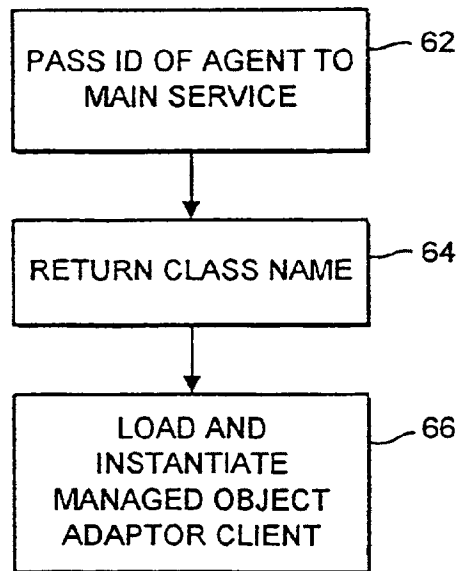 PASS ID OF AGENT TO
MAIN SERVICE
62
RETURN CLASS NAME
64
LOAD AND
INSTANTIATE
MANAGED OBJECT
ADAPTOR CLIENT
66